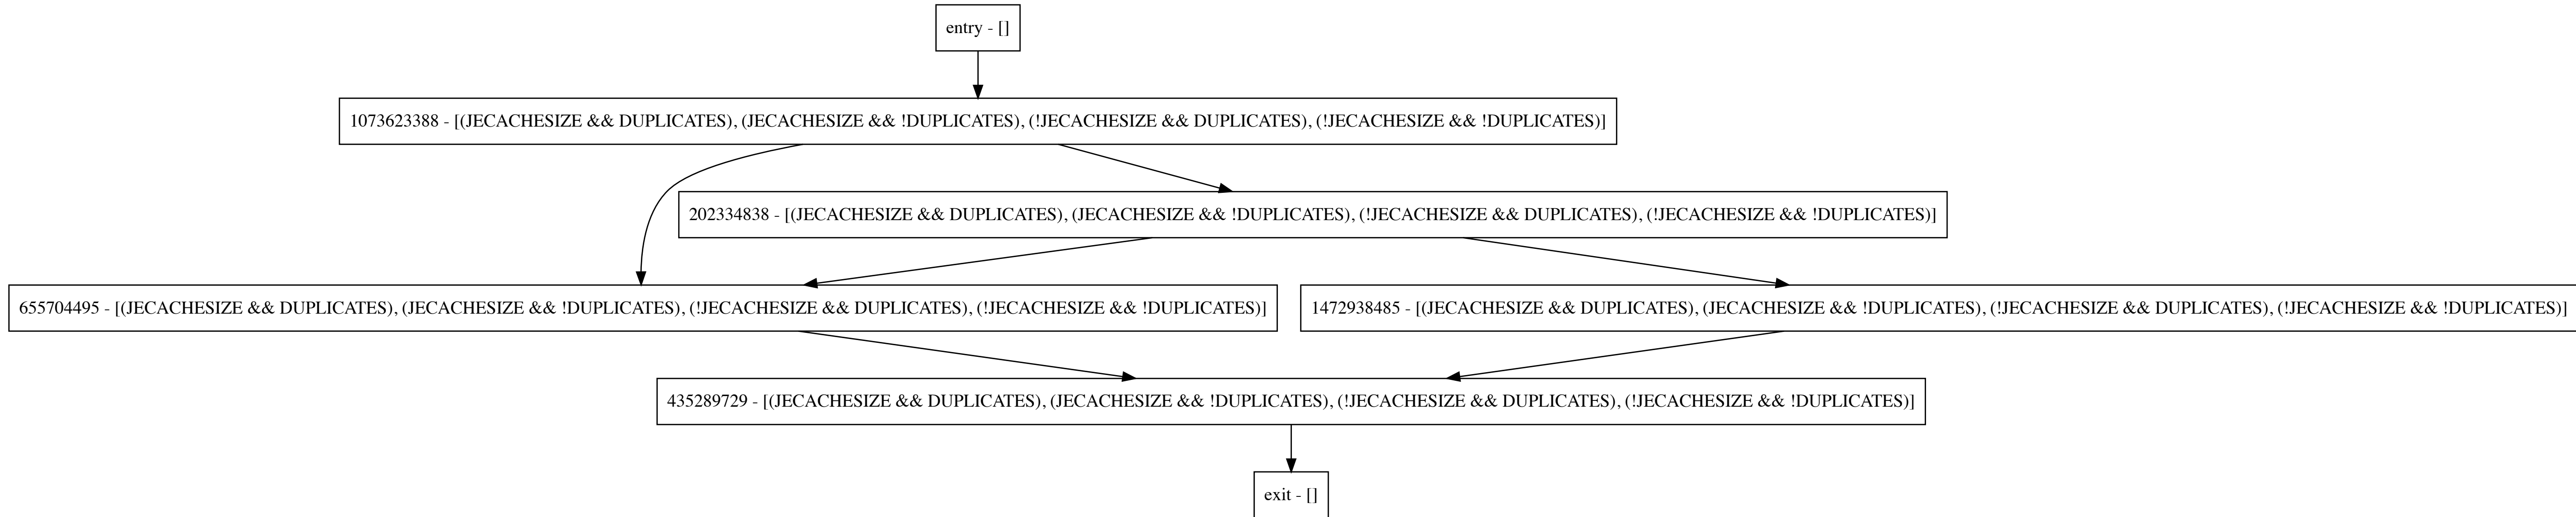 entry - []
1073623388 - [(JECACHESIZE && DUPLICATES), (JECACHESIZE && !DUPLICATES), (!JECACHESIZE && DUPLICATES), (!JECACHESIZE && !DUPLICATES)]
202334838 - [(JECACHESIZE && DUPLICATES), (JECACHESIZE && !DUPLICATES), (!JECACHESIZE && DUPLICATES), (!JECACHESIZE && !DUPLICATES)]
655704495 - [(JECACHESIZE && DUPLICATES), (JECACHESIZE && !DUPLICATES), (!JECACHESIZE && DUPLICATES), (!JECACHESIZE && !DUPLICATES)]
1472938485 - [(JECACHESIZE && DUPLICATES), (JECACHESIZE && !DUPLICATES), (!JECACHESIZE && DUPLICATES), (!JECACHESIZE && !DUPLICATES)]
435289729 - [(JECACHESIZE && DUPLICATES), (JECACHESIZE && !DUPLICATES), (!JECACHESIZE && DUPLICATES), (!JECACHESIZE && !DUPLICATES)]
exit - []